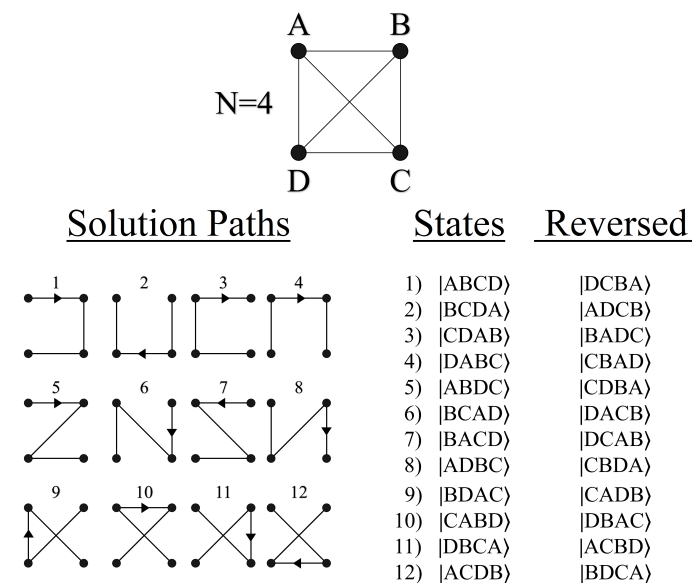 A B
N=4
D C
Solution Paths States Reversed
1 2 3 4
5 6 7 8
9 10 11 12
1) |ABCD⟩ |DCBA⟩
2) |BCDA⟩ |ADCB⟩
3) |CDAB⟩ |BADC⟩
4) |DABC⟩ |CBAD⟩
5) |ABDC⟩ |CDBA⟩
6) |BCAD⟩ |DACB⟩
7) |BACD⟩ |DCAB⟩
8) |ADBC⟩ |CBDA⟩
9) |BDAC⟩ |CADB⟩
10) |CABD⟩ |DBAC⟩
11) |DBCA⟩ |ACBD⟩
12) |ACDB⟩ |BDCA⟩